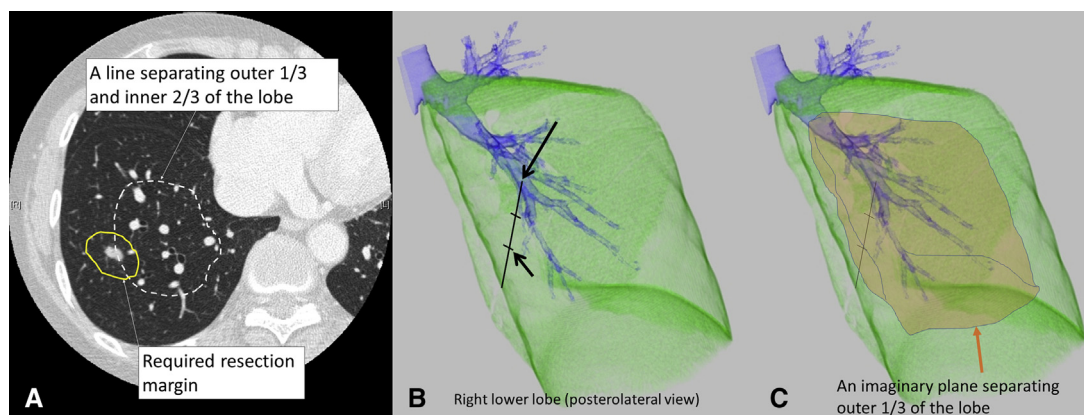 A line separating outer 1/3
and inner 2/3 of the lobe
[R]
[L]
Required resection
margin
A
B
Right lower lobe (posterolateral view)
C
An imaginary plane separating
outer 1/3 of the lobe